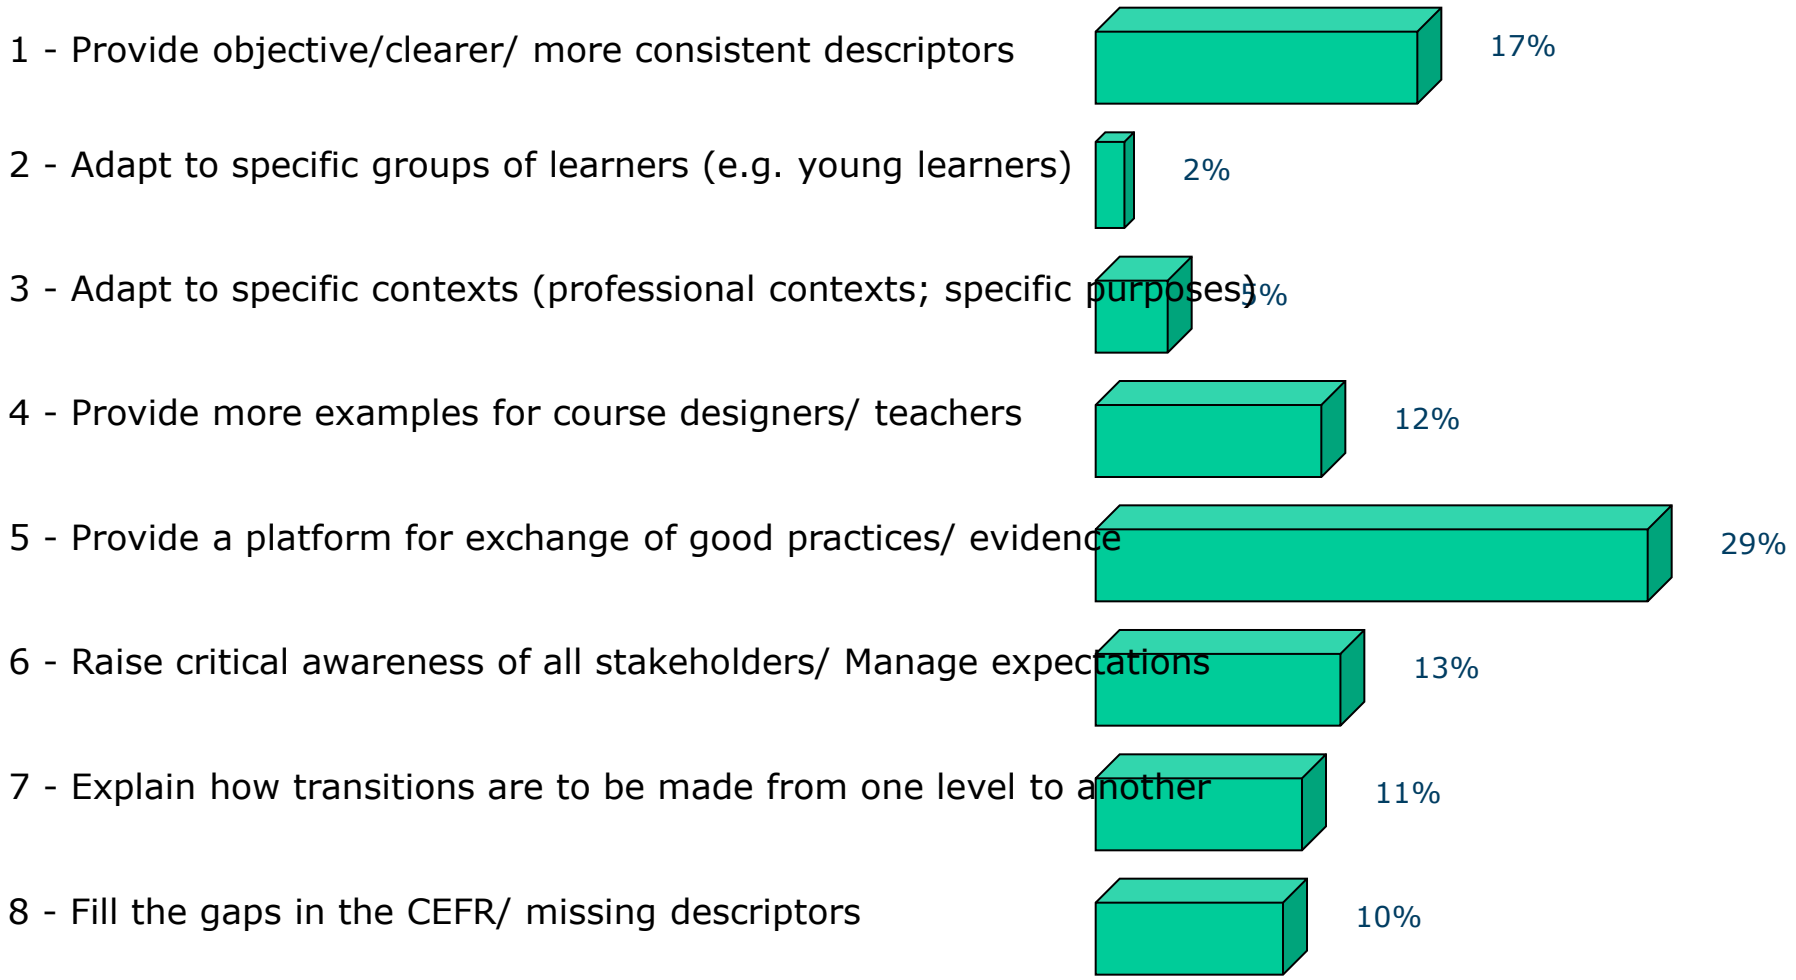 1 - Provide objective/clearer/ more consistent descriptors 17%
2 - Adapt to specific groups of learners (e.g. young learners) 2%
3 - Adapt to specific contexts (professional contexts; specific purposes) 5%
4 - Provide more examples for course designers/ teachers 12%
5 - Provide a platform for exchange of good practices/ evidence 29%
6 - Raise critical awareness of all stakeholders/ Manage expectations 13%
7 - Explain how transitions are to be made from one level to another 11%
8 - Fill the gaps in the CEFR/ missing descriptors 10%